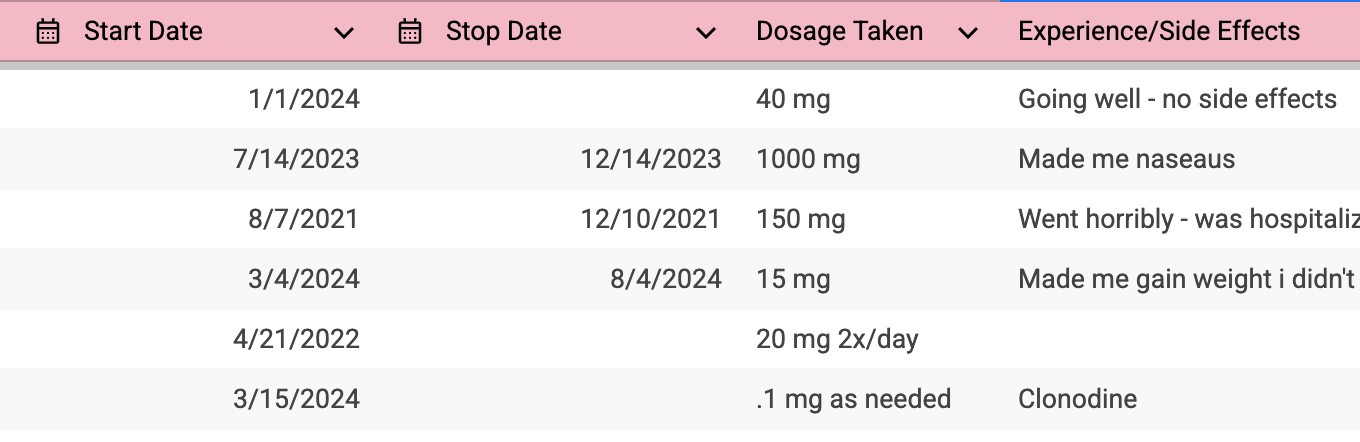 Start Date Stop Date Dosage Taken Experience/Side Effects
1/1/2024 40 mg Going well - no side effects
7/14/2023 12/14/2023 1000 mg Made me naseaus
8/7/2021 12/10/2021 150 mg Went horribly - was hospitaliz
3/4/2024 8/4/2024 15 mg Made me gain weight i didn't
4/21/2022 20 mg 2x/day
3/15/2024 .1 mg as needed Clonodine